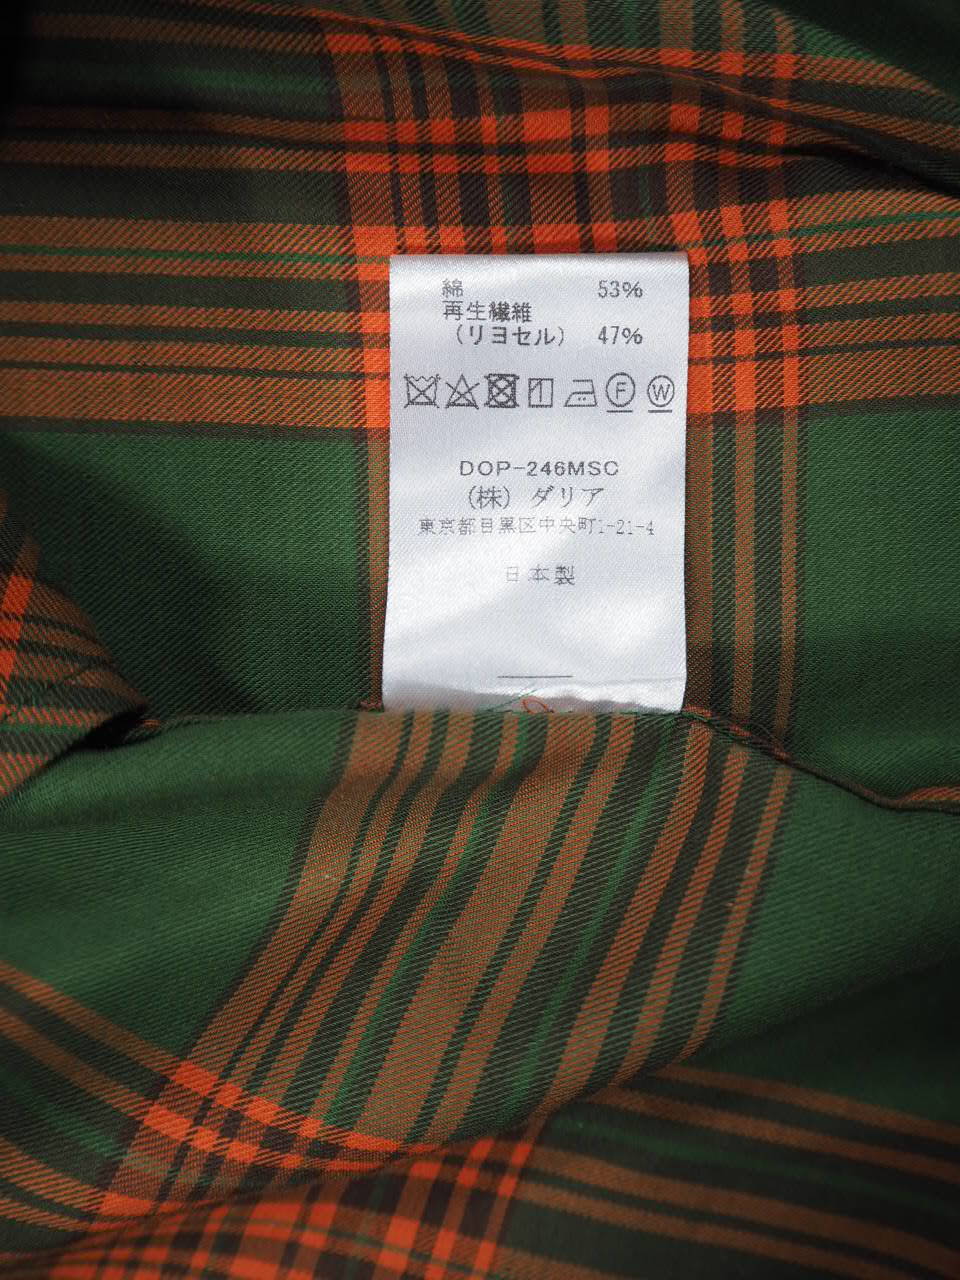 綿 53%
再生繊維
（リヨセル） 47%
F W
DOP-246MSC
（株）ダリア
東京都目黒区中央町1-21-4
日本製